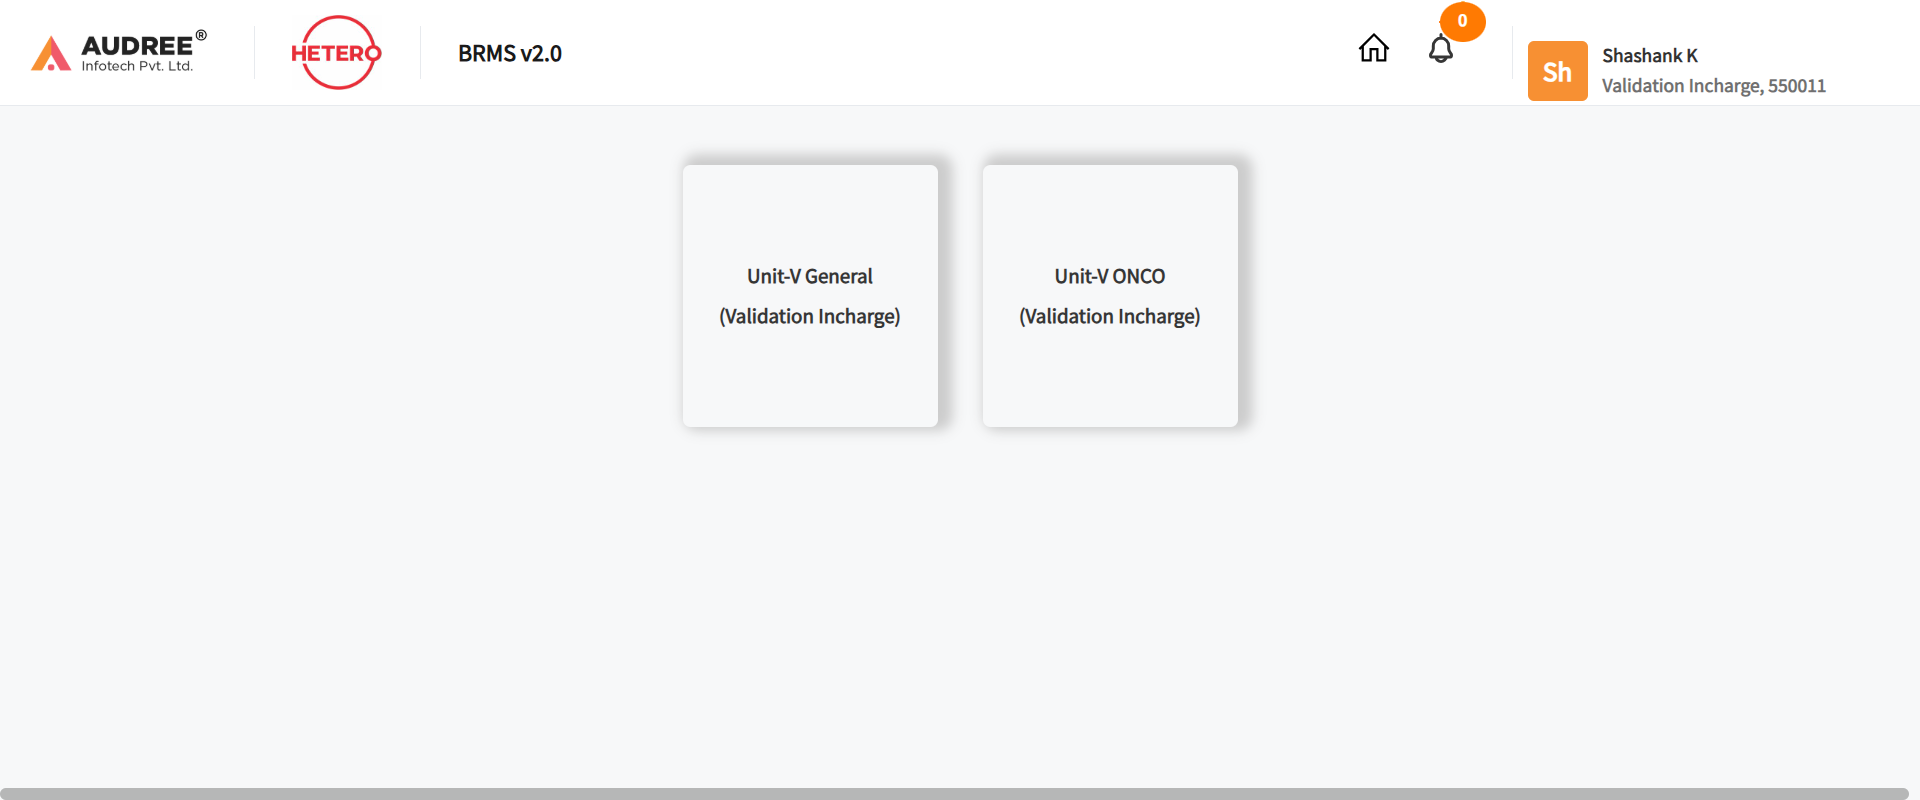 AUDREE®
Infotech Pvt. Ltd.
HETERO
BRMS v2.0
0
Sh
Shashank K
Validation Incharge, 550011
Unit-V General
(Validation Incharge)
Unit-V ONCO
(Validation Incharge)